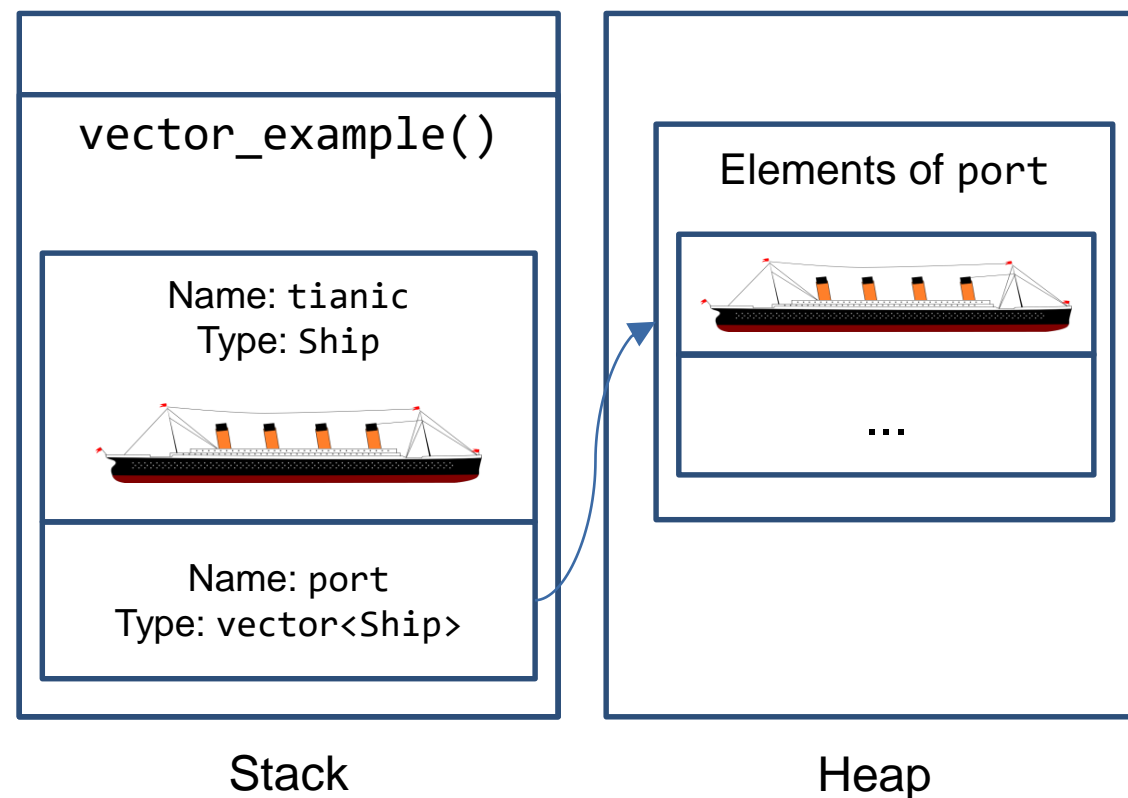 vector_example()
Name: tianic
Type: Ship
Name: port
Type: vector<Ship>
Stack
Elements of port
...
Heap